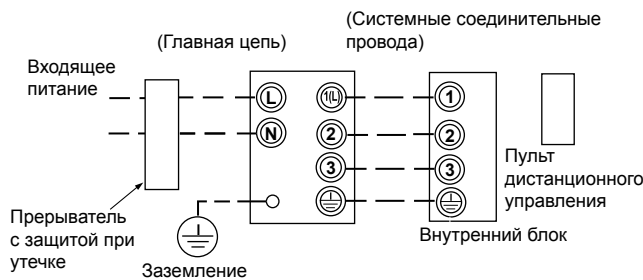 (Главная цепь)
(Системные соединительные
провода)
Входящее
питание
L
N
1(L)
2
3
1
2
3
Прерыватель
с защитой при
утечке
Заземление
Внутренний блок
Пульт
дистанционного
управления